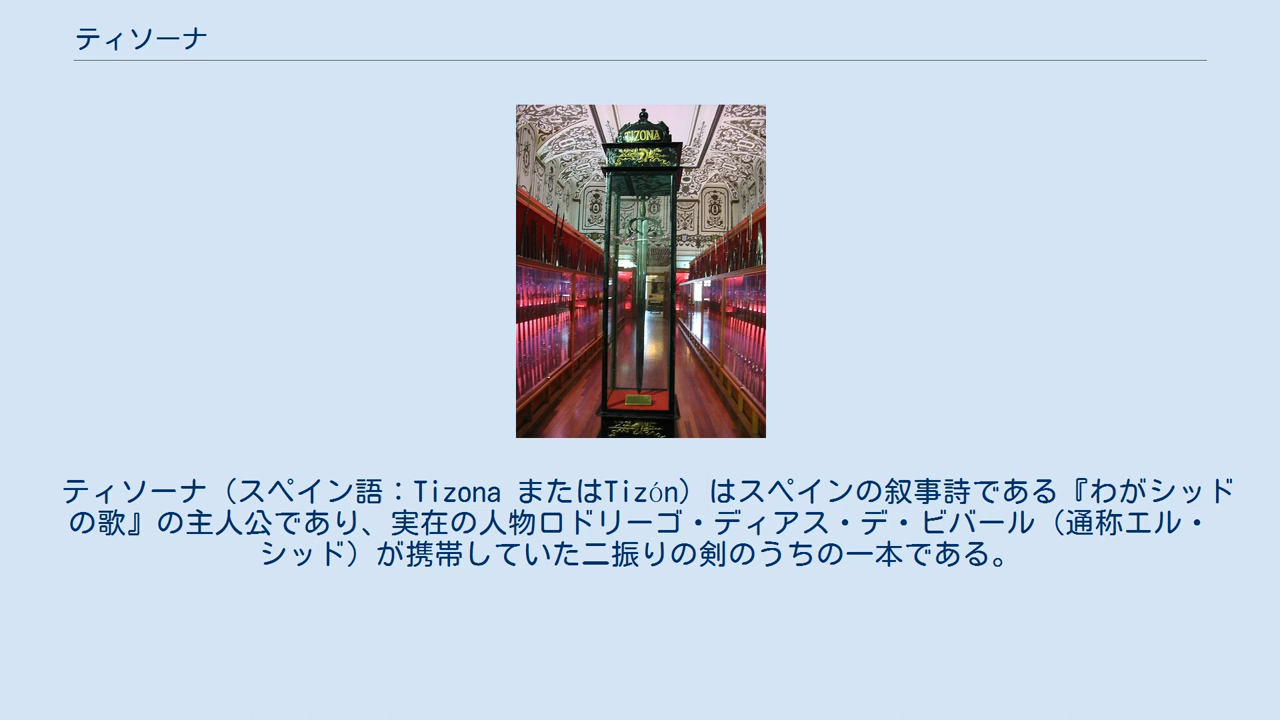 ティソーナ
TIZONA
ティソーナ（スペイン語：Tizona またはTizón）はスペインの叙事詩である『わがシッド
の歌』の主人公であり、実在の人物ロドリーゴ・ディアス・デ・ビバール（通称エル・
シッド）が携帯していた二振りの剣のうちの一本である。